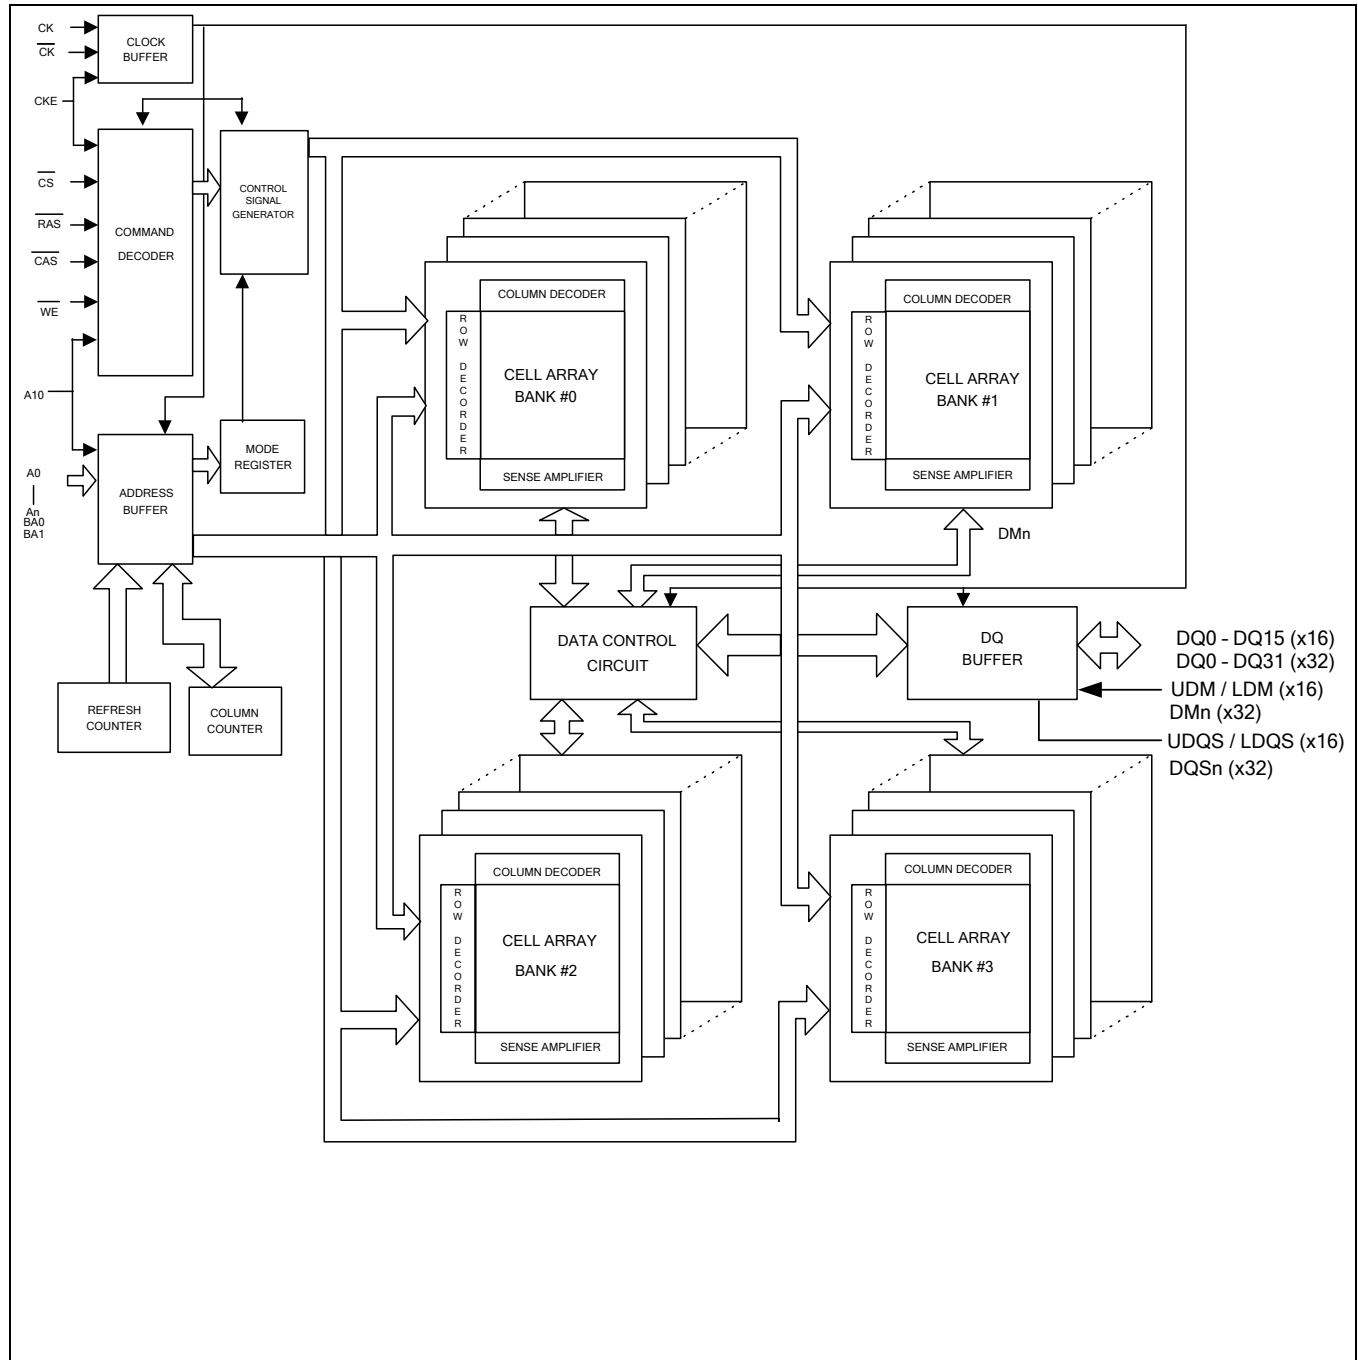 CK
CK
CKE
CS
RAS
CAS
WE
A10
A0
An
BA0
BA1
CLOCK
BUFFER
COMMAND
DECODER
CONTROL
SIGNAL
GENERATOR
ADDRESS
BUFFER
MODE
REGISTER
REFRESH
COUNTER
COLUMN
COUNTER
COLUMN DECODER
ROW DECORDER
CELL ARRAY
BANK #0
SENSE AMPLIFIER
COLUMN DECODER
ROW DECORDER
CELL ARRAY
BANK #1
SENSE AMPLIFIER
DMn
DATA CONTROL
CIRCUIT
DQ
BUFFER
DQ0 - DQ15 (x16)
DQ0 - DQ31 (x32)
UDM / LDM (x16)
DMn (x32)
UDQS / LDQS (x16)
DQSn (x32)
COLUMN DECODER
ROW DECORDER
CELL ARRAY
BANK #2
SENSE AMPLIFIER
COLUMN DECODER
ROW DECORDER
CELL ARRAY
BANK #3
SENSE AMPLIFIER